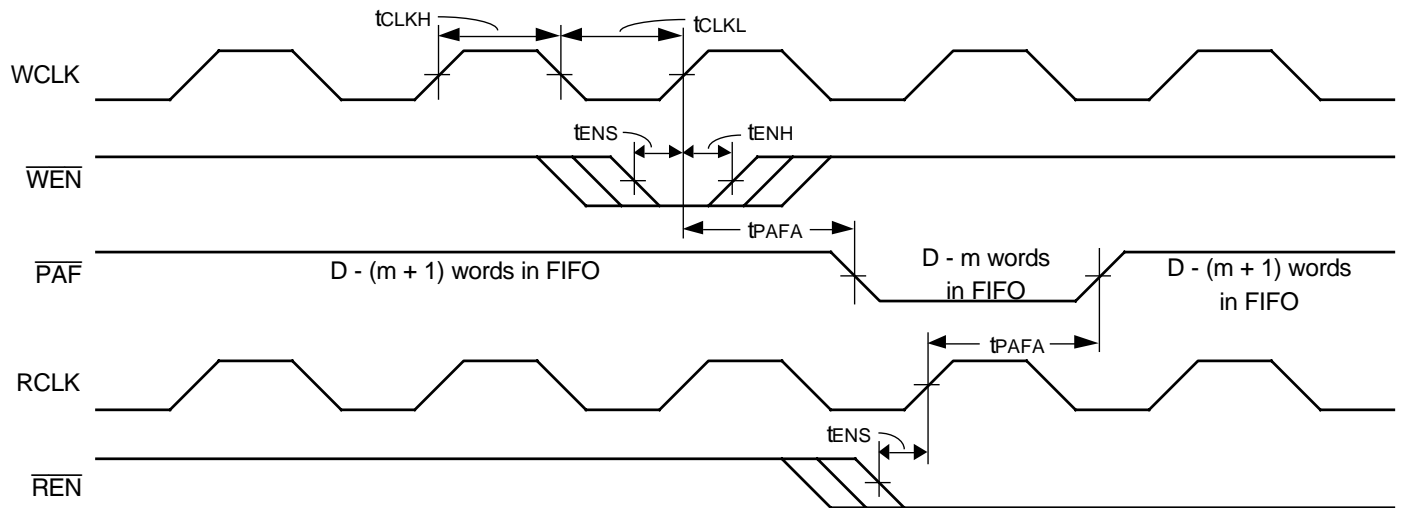 tCLKH
tCLKL
WCLK
tENS
tENH
WEN
tPAFA
PAF
D - (m + 1) words in FIFO
D - m words
in FIFO
D - (m + 1) words
in FIFO
tPAFA
RCLK
tENS
REN